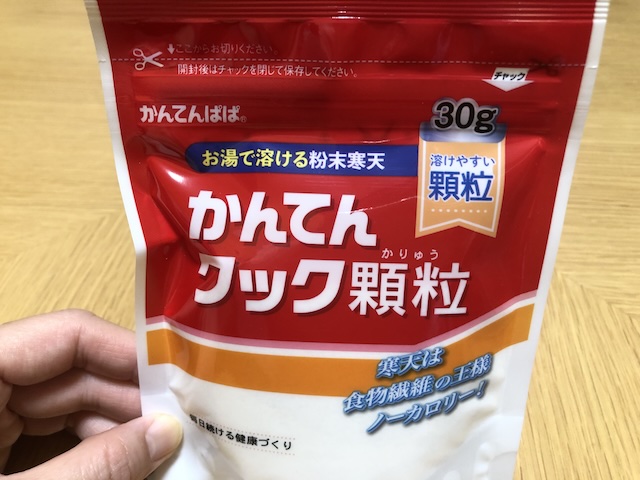 ▼ここからお切りください。
開封後はチャックを閉じて保存してください。
チャック
かんてんぱぱ®
30g
お湯で溶ける粉末寒天
溶けやすい
顆粒
かんてん
かりゅう
クック顆粒
寒天は
食物繊維の王様
ノーカロリー!
毎日続ける健康づくり